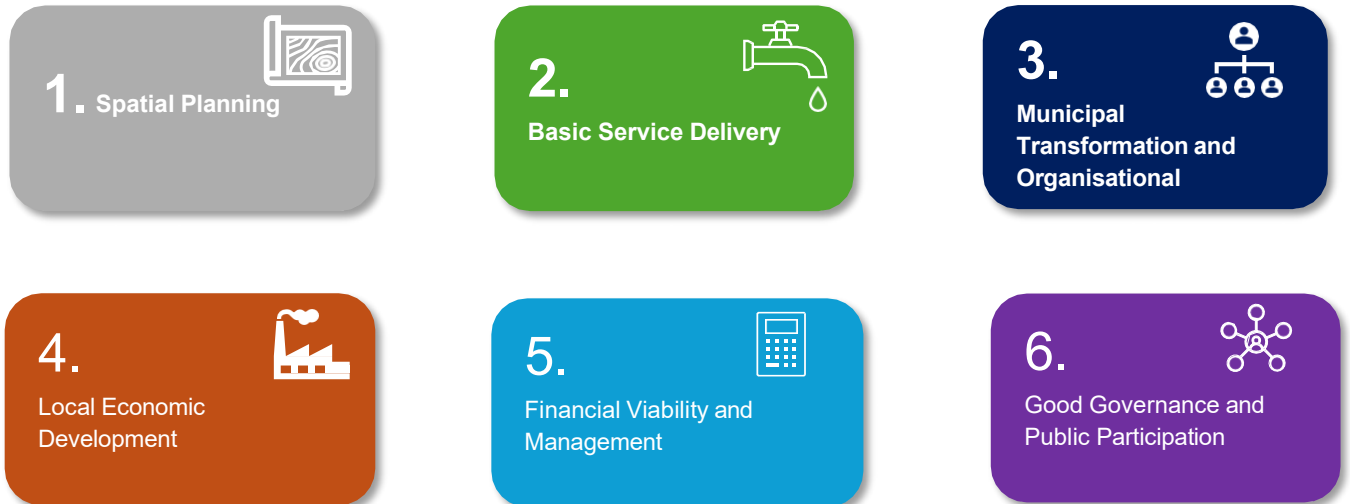 1. Spatial Planning
2.
Basic Service Delivery
3.
Municipal
Transformation and
Organisational
4.
Local Economic
Development
5.
Financial Viability and
Management
6.
Good Governance and
Public Participation